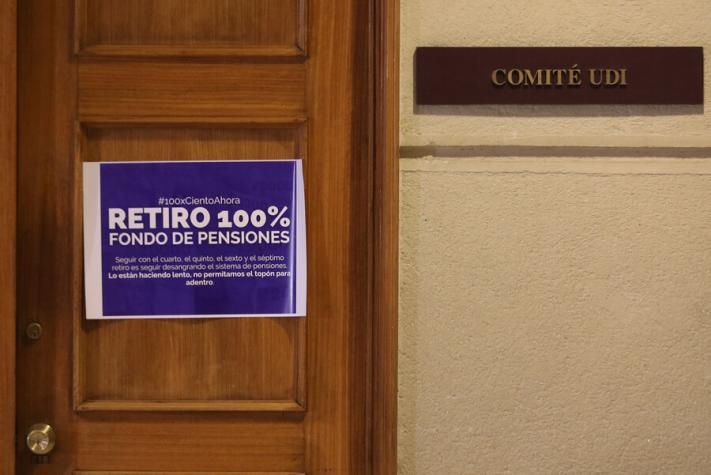 COMITÉ UDI
#100xCientoAhora
RETIRO 100%
FONDO DE PENSIONES
Seguir con el cuarto, el quinto, el sexto y el séptimo
retiro es seguir desangrando el sistema de pensiones.
Lo están haciendo lento, no permitamos el topón para
adentro.